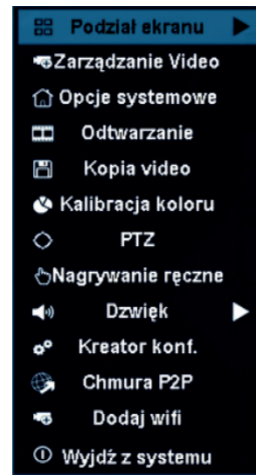 Podział ekranu
Zarządzanie Video
Opcje systemowe
Odtwarzanie
Kopia video
Kalibracja koloru
PTZ
Nagrywanie ręczne
Dzwięk
Kreator konf.
Chmura P2P
Dodaj wifi
Wyjdź z systemu